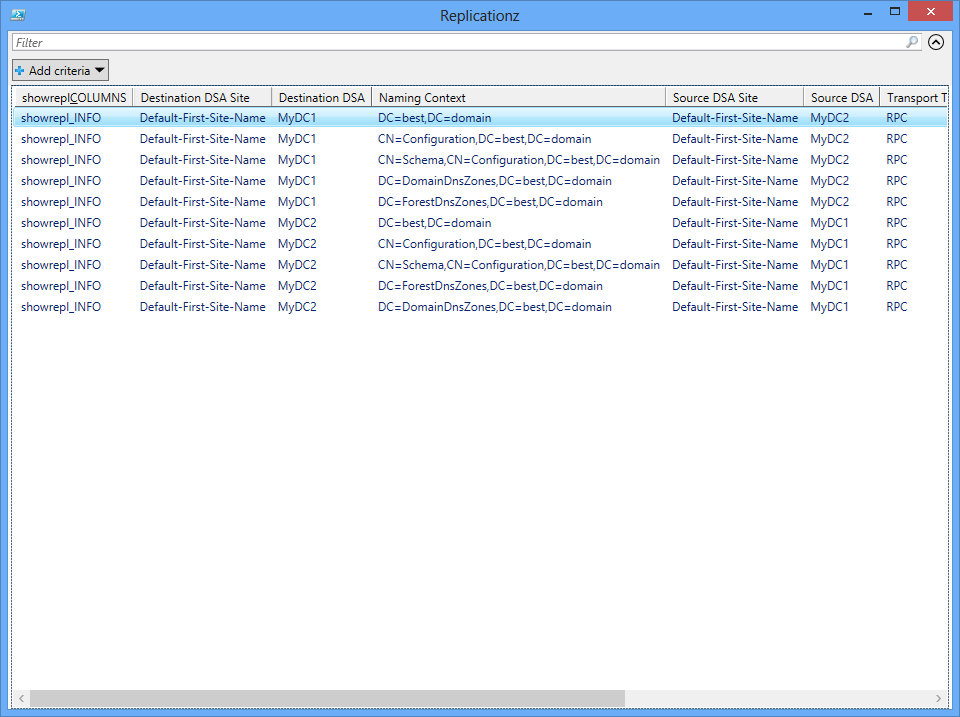 Replicationz
Filter
Add criteria
showrepl_COLUMNS Destination DSA Site Destination DSA Naming Context Source DSA Site Source DSA Transport T
showrepl_INFO Default-First-Site-Name MyDC1 DC=best,DC=domain Default-First-Site-Name MyDC2 RPC
showrepl_INFO Default-First-Site-Name MyDC1 CN=Configuration,DC=best,DC=domain Default-First-Site-Name MyDC2 RPC
showrepl_INFO Default-First-Site-Name MyDC1 CN=Schema,CN=Configuration,DC=best,DC=domain Default-First-Site-Name MyDC2 RPC
showrepl_INFO Default-First-Site-Name MyDC1 DC=DomainDnsZones,DC=best,DC=domain Default-First-Site-Name MyDC2 RPC
showrepl_INFO Default-First-Site-Name MyDC1 DC=ForestDnsZones,DC=best,DC=domain Default-First-Site-Name MyDC2 RPC
showrepl_INFO Default-First-Site-Name MyDC2 DC=best,DC=domain Default-First-Site-Name MyDC1 RPC
showrepl_INFO Default-First-Site-Name MyDC2 CN=Configuration,DC=best,DC=domain Default-First-Site-Name MyDC1 RPC
showrepl_INFO Default-First-Site-Name MyDC2 CN=Schema,CN=Configuration,DC=best,DC=domain Default-First-Site-Name MyDC1 RPC
showrepl_INFO Default-First-Site-Name MyDC2 DC=ForestDnsZones,DC=best,DC=domain Default-First-Site-Name MyDC1 RPC
showrepl_INFO Default-First-Site-Name MyDC2 DC=DomainDnsZones,DC=best,DC=domain Default-First-Site-Name MyDC1 RPC